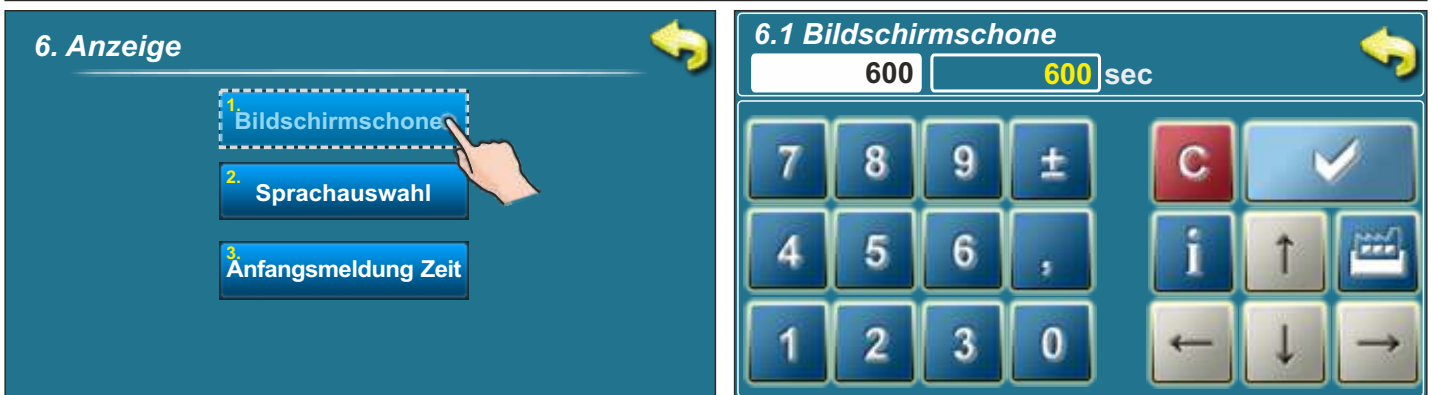 6. Anzeige
1.
Bildschirmschone
2.
Sprachauswahl
3.
Anfangsmeldung Zeit
6.1 Bildschirmschone
600 600 sec
7 8 9 ± C
4 5 6 , i ↑
1 2 3 0 ← ↓ →